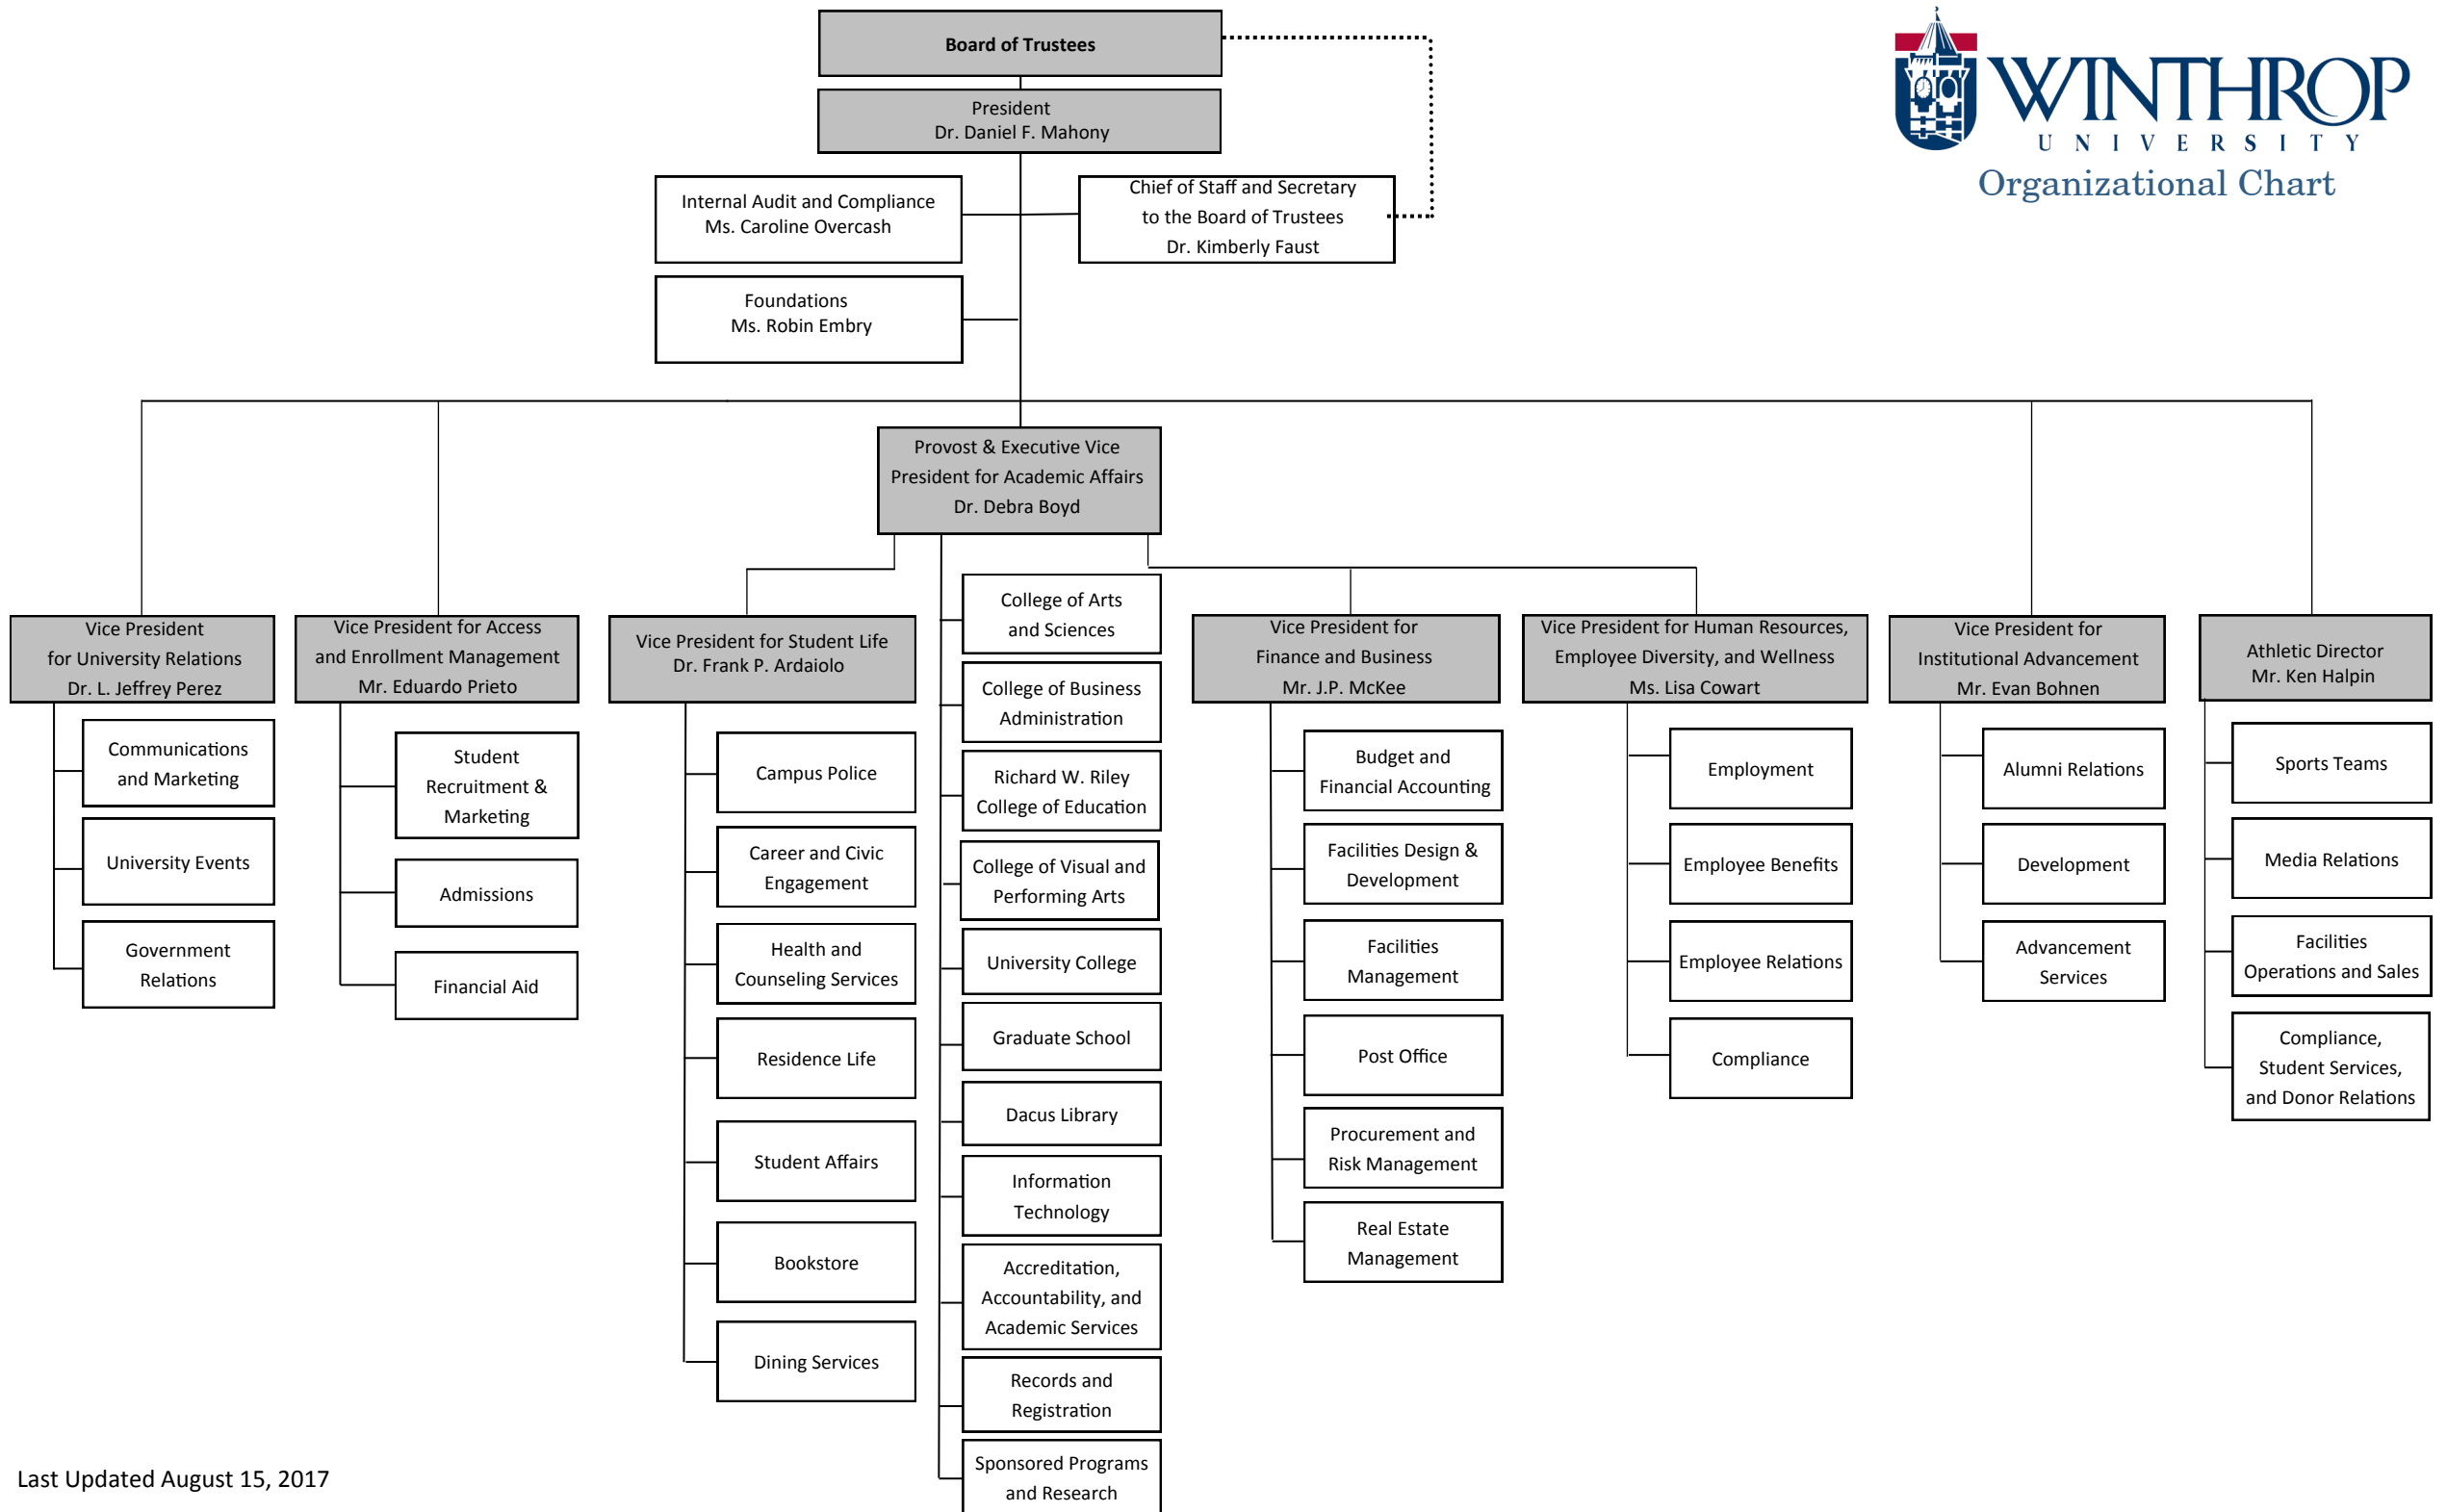 Board of Trustees
President
Dr. Daniel F. Mahony
WINTHROP
UNIVERSITY
Organizational Chart
Internal Audit and Compliance
Ms. Caroline Overcash
Chief of Staff and Secretary
to the Board of Trustees
Dr. Kimberly Faust
Foundations
Ms. Robin Embry
Provost & Executive Vice
President for Academic Affairs
Dr. Debra Boyd
Vice President
for University Relations
Dr. L. Jeffrey Perez
Communications
and Marketing
University Events
Government
Relations
Vice President for Access
and Enrollment Management
Mr. Eduardo Prieto
Student
Recruitment &
Marketing
Admissions
Financial Aid
Vice President for Student Life
Dr. Frank P. Ardaiolo
Campus Police
Career and Civic
Engagement
Health and
Counseling Services
Residence Life
Student Affairs
Bookstore
Dining Services
College of Arts
and Sciences
College of Business
Administration
Richard W. Riley
College of Education
College of Visual and
Performing Arts
University College
Graduate School
Dacus Library
Information
Technology
Accreditation,
Accountability, and
Academic Services
Records and
Registration
Sponsored Programs
and Research
Vice President for
Finance and Business
Mr. J.P. McKee
Budget and
Financial Accounting
Facilities Design &
Development
Facilities
Management
Post Office
Procurement and
Risk Management
Real Estate
Management
Vice President for Human Resources,
Employee Diversity, and Wellness
Ms. Lisa Cowart
Employment
Employee Benefits
Employee Relations
Compliance
Vice President for
Institutional Advancement
Mr. Evan Bohnen
Alumni Relations
Development
Advancement
Services
Athletic Director
Mr. Ken Halpin
Sports Teams
Media Relations
Facilities
Operations and Sales
Compliance,
Student Services,
and Donor Relations
Last Updated August 15, 2017